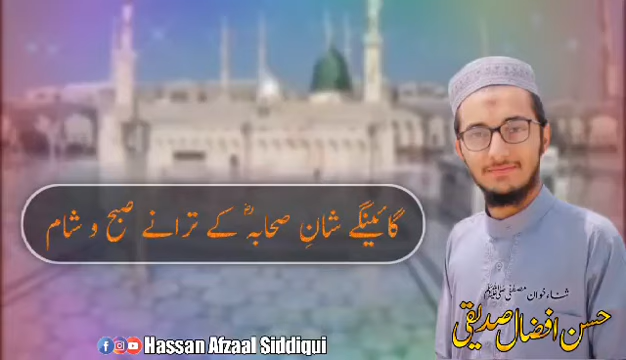 گائینگے شانِ صحابہؓ کے ترانے صبح و شام
ثناء خوان مصطفیٰ ﷺ
حسن افضال صدیقی
Hassan Afzaal Siddiqui